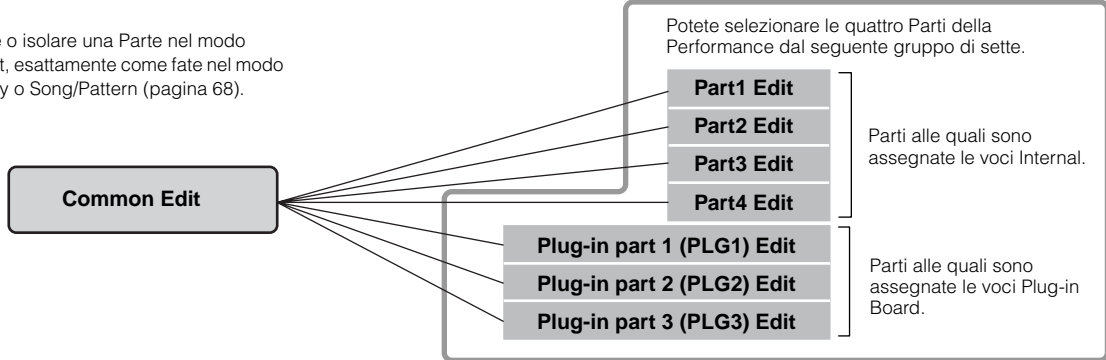 e o isolare una Parte nel modo
t, esattamente come fate nel modo
y o Song/Pattern (pagina 68).
Potete selezionare le quattro Parti della
Performance dal seguente gruppo di sette.
Common Edit
Part1 Edit
Part2 Edit
Part3 Edit
Part4 Edit
Parti alle quali sono
assegnate le voci Internal.
Plug-in part 1 (PLG1) Edit
Plug-in part 2 (PLG2) Edit
Plug-in part 3 (PLG3) Edit
Parti alle quali sono
assegnate le voci Plug-in
Board.